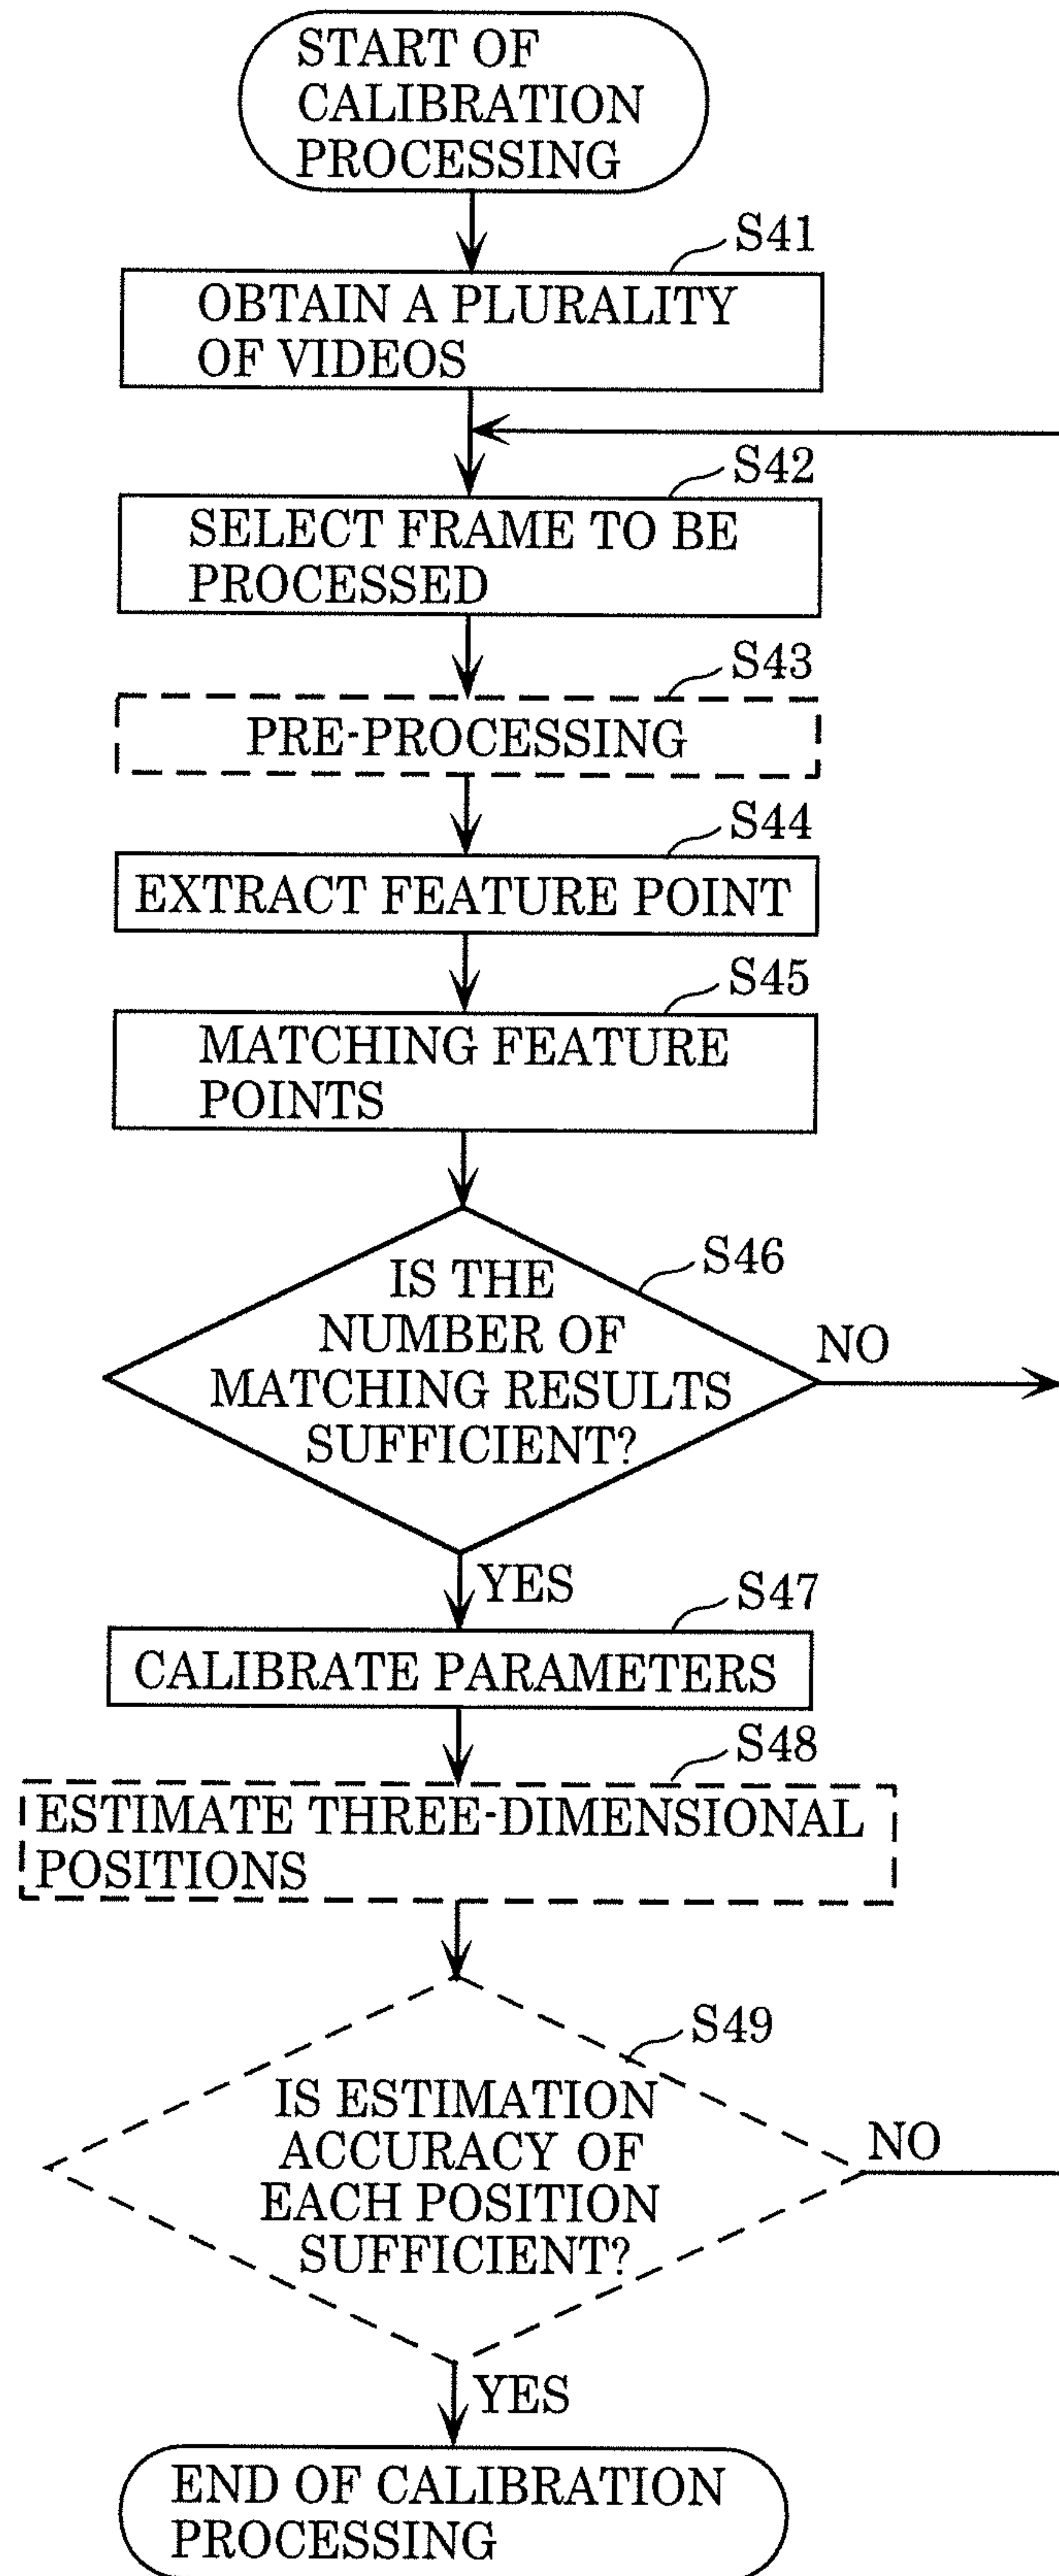 START OF
CALIBRATION
PROCESSING
S41
OBTAIN A PLURALITY
OF VIDEOS
S42
SELECT FRAME TO BE
PROCESSED
S43
PRE-PROCESSING
S44
EXTRACT FEATURE POINT
S45
MATCHING FEATURE
POINTS
S46
IS THE
NUMBER OF
MATCHING RESULTS
SUFFICIENT?
NO
YES
S47
CALIBRATE PARAMETERS
S48
ESTIMATE THREE-DIMENSIONAL
POSITIONS
S49
IS ESTIMATION
ACCURACY OF
EACH POSITION
SUFFICIENT?
NO
YES
END OF CALIBRATION
PROCESSING